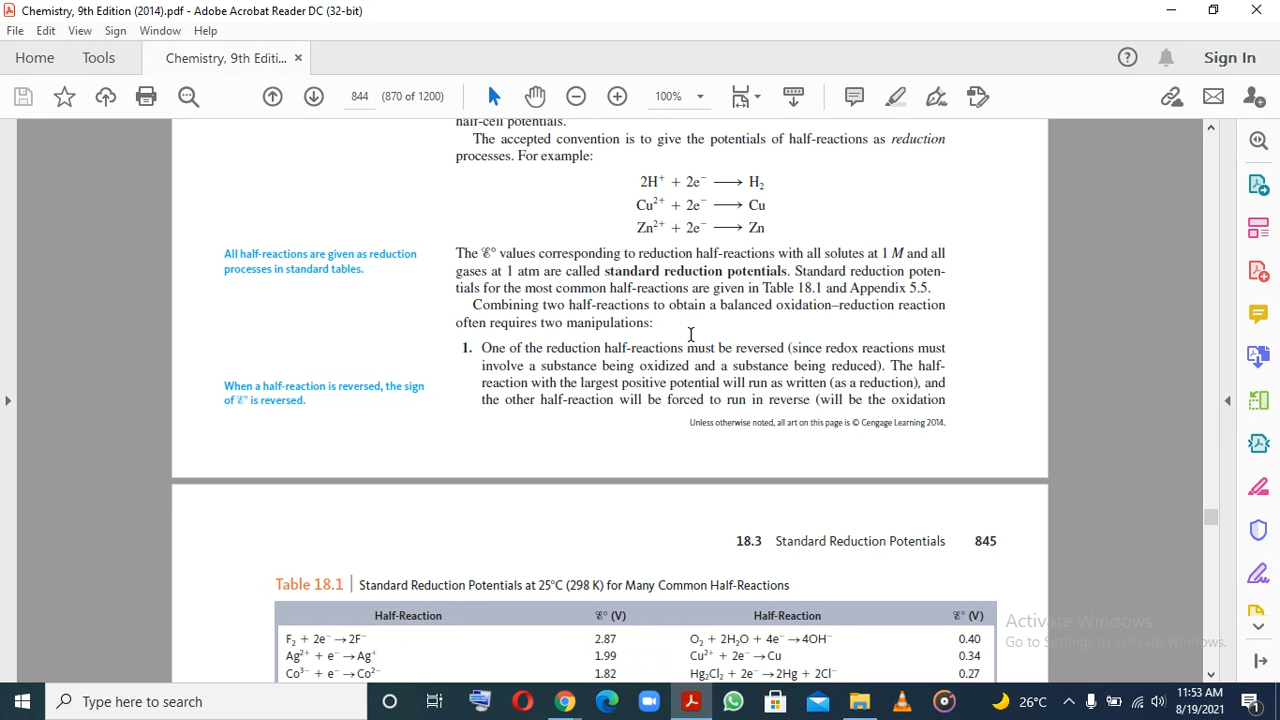 Chemistry, 9th Edition (2014).pdf - Adobe Acrobat Reader DC (32-bit)
File Edit View Sign Window Help
Home Tools Chemistry, 9th Editi... × Sign In
844 (870 of 1200) 100%
half-cell potentials.
The accepted convention is to give the potentials of half-reactions as reduction
processes. For example:
2H⁺ + 2e⁻ ⟶ H₂
Cu²⁺ + 2e⁻ ⟶ Cu
Zn²⁺ + 2e⁻ ⟶ Zn
All half-reactions are given as reduction
processes in standard tables.
The ℰ° values corresponding to reduction half-reactions with all solutes at 1 M and all
gases at 1 atm are called standard reduction potentials. Standard reduction poten-
tials for the most common half-reactions are given in Table 18.1 and Appendix 5.5.
Combining two half-reactions to obtain a balanced oxidation–reduction reaction
often requires two manipulations:
1. One of the reduction half-reactions must be reversed (since redox reactions must
involve a substance being oxidized and a substance being reduced). The half-
reaction with the largest positive potential will run as written (as a reduction), and
the other half-reaction will be forced to run in reverse (will be the oxidation
When a half-reaction is reversed, the sign
of ℰ° is reversed.
Unless otherwise noted, all art on this page is © Cengage Learning 2014.
18.3 Standard Reduction Potentials 845
Table 18.1 | Standard Reduction Potentials at 25°C (298 K) for Many Common Half-Reactions
Half-Reaction ℰ° (V) Half-Reaction ℰ° (V)
F₂ + 2e⁻ → 2F⁻ 2.87 O₂ + 2H₂O + 4e⁻ → 4OH⁻ 0.40
Ag²⁺ + e⁻ → Ag⁺ 1.99 Cu²⁺ + 2e⁻ → Cu 0.34
Co³⁺ + e⁻ → Co²⁺ 1.82 Hg₂Cl₂ + 2e⁻ → 2Hg + 2Cl⁻ 0.27
Activate Windows
Go to Settings to activate Windows.
Type here to search
26°C
11:53 AM
8/19/2021
1